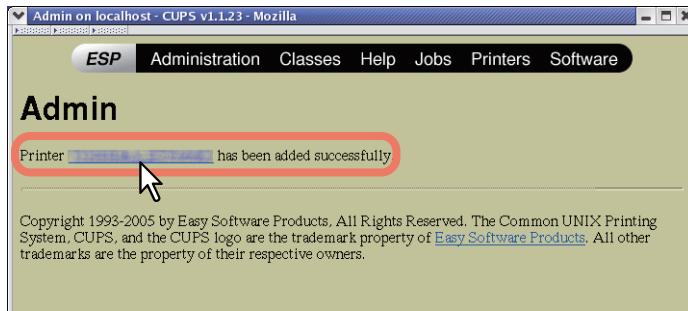 Admin on localhost - CUPS v1.1.23 - Mozilla
ESP Administration Classes Help Jobs Printers Software
Admin
Printer has been added successfully
Copyright 1993-2005 by Easy Software Products, All Rights Reserved. The Common UNIX Printing
System, CUPS, and the CUPS logo are the trademark property of Easy Software Products. All other
trademarks are the property of their respective owners.